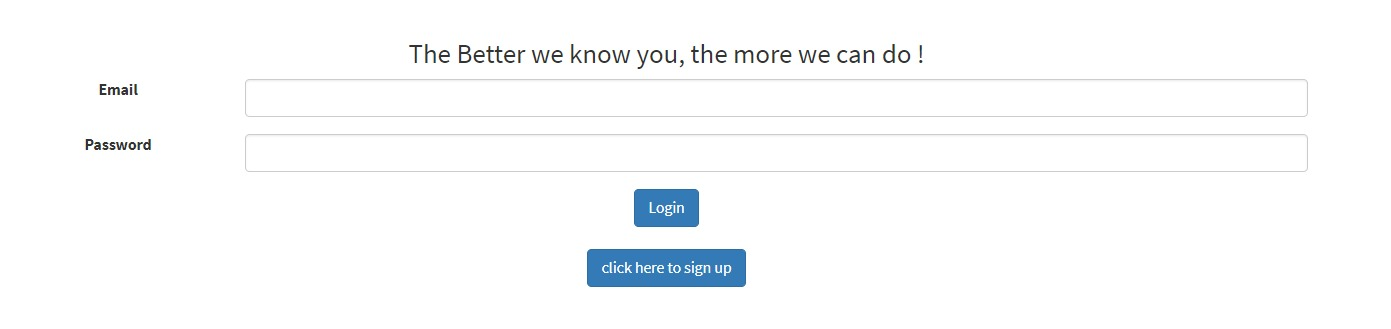 The Better we know you, the more we can do !
Email
Password
Login
click here to sign up